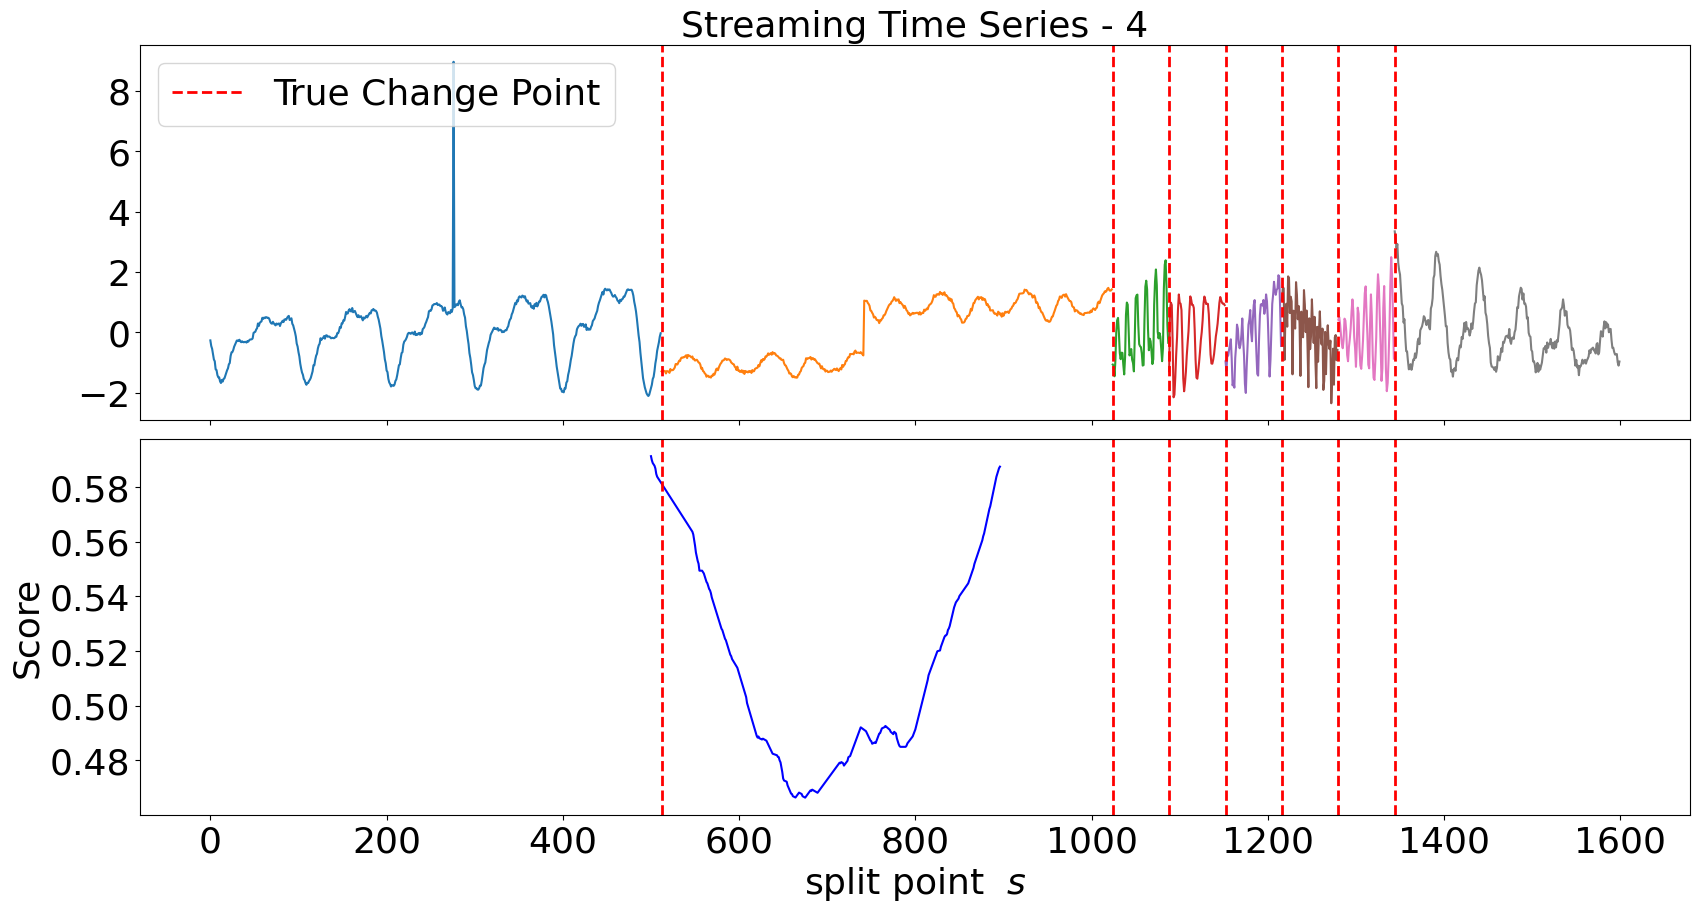 Streaming Time Series - 4
8
6
4
2
0
−2
True Change Point
Score
0.58
0.56
0.54
0.52
0.50
0.48
0 200 400 600 800 1000 1200 1400 1600
split point s